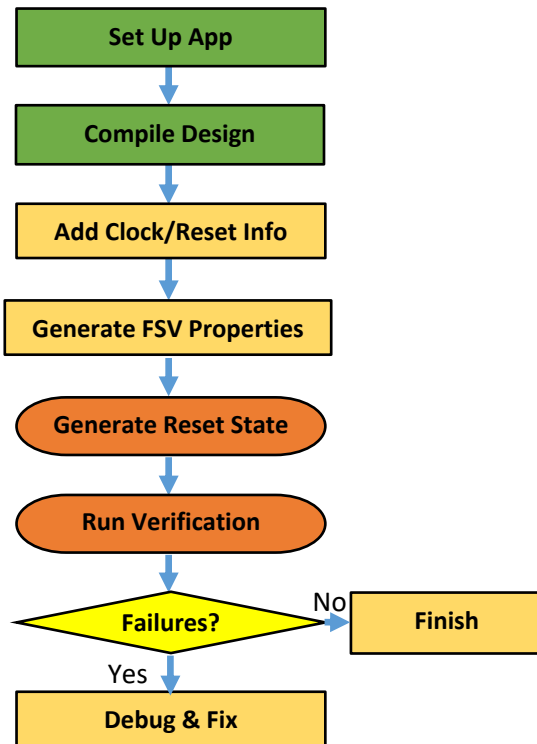 Set Up App
Compile Design
Add Clock/Reset Info
Generate FSV Properties
Generate Reset State
Run Verification
Failures?
No
Finish
Yes
Debug & Fix